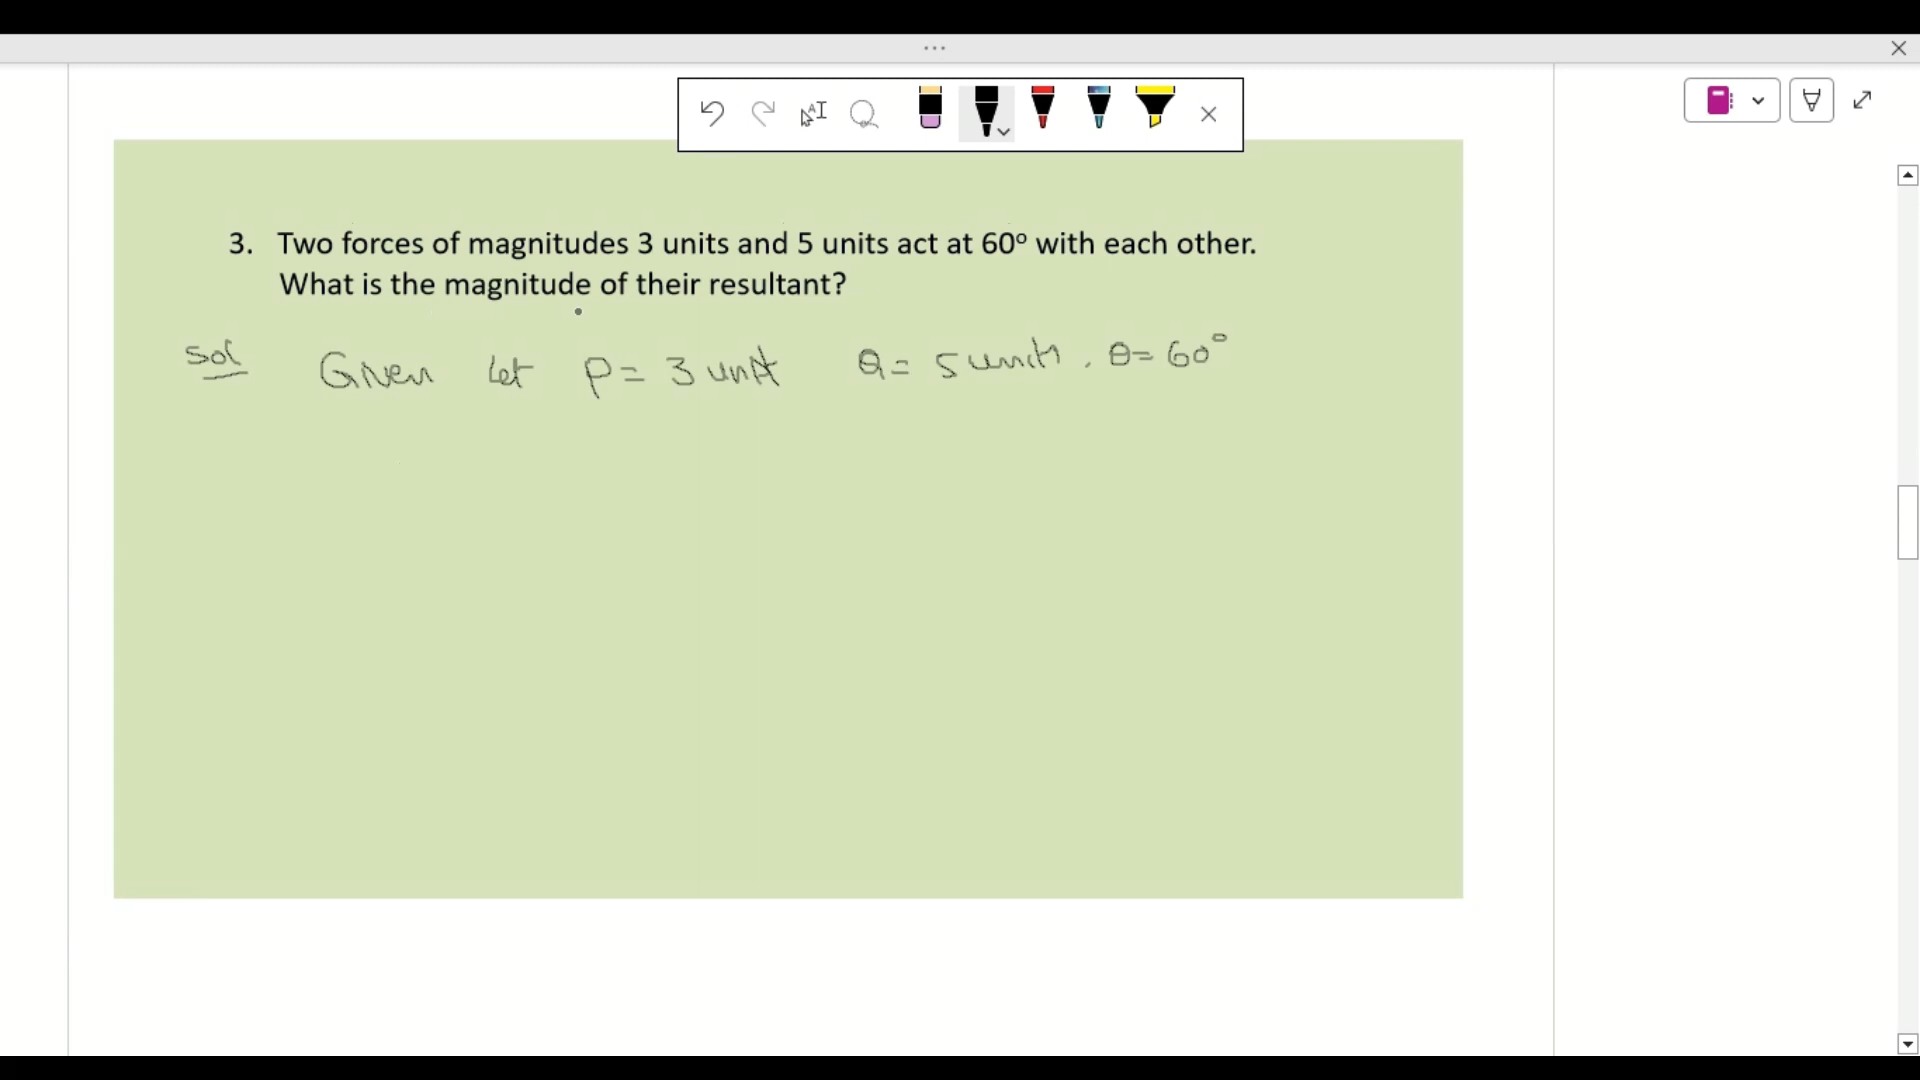 3. Two forces of magnitudes 3 units and 5 units act at 60° with each other.
What is the magnitude of their resultant?
Sol Given Let P = 3 unit Q = 5 units, θ = 60°